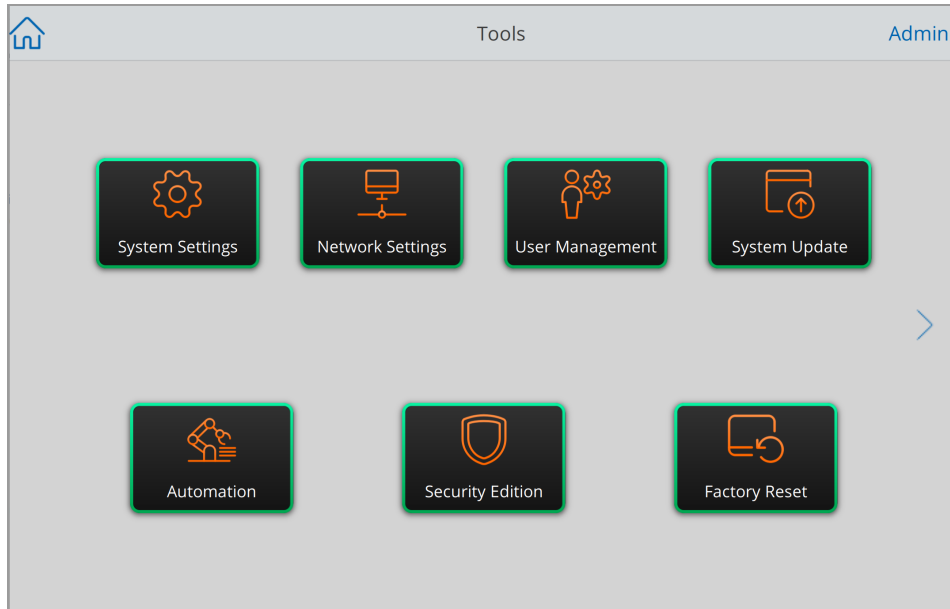 Tools
Admin
System Settings
Network Settings
User Management
System Update
Automation
Security Edition
Factory Reset